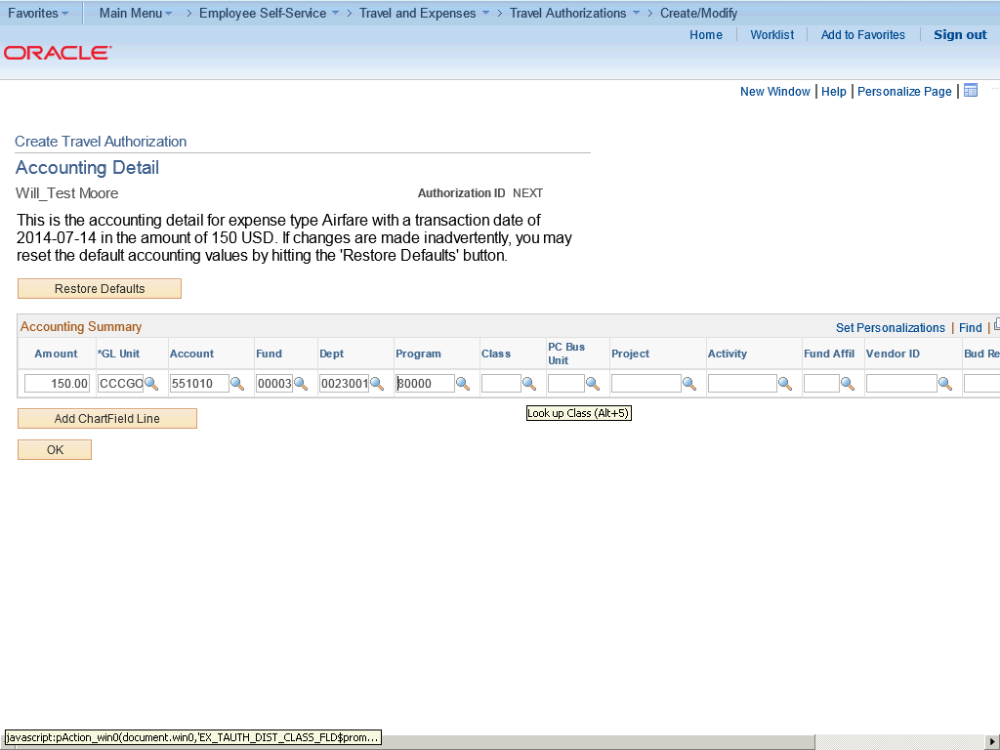 Favorites Main Menu > Employee Self-Service > Travel and Expenses > Travel Authorizations > Create/Modify
Home Worklist Add to Favorites Sign out
ORACLE
New Window | Help | Personalize Page |
Create Travel Authorization
Accounting Detail
Will_Test Moore Authorization ID NEXT
This is the accounting detail for expense type Airfare with a transaction date of
2014-07-14 in the amount of 150 USD. If changes are made inadvertently, you may
reset the default accounting values by hitting the 'Restore Defaults' button.
Restore Defaults
Accounting Summary Set Personalizations | Find |
Amount *GL Unit Account Fund Dept Program Class PC Bus Unit Project Activity Fund Affil Vendor ID Bud Re
150.00 CCCGO 551010 00003 0023001 80000
Look up Class (Alt+5)
Add ChartField Line
OK
javascript:pAction_win0(document.win0,'EX_TAUTH_DIST_CLASS_FLD$prom...